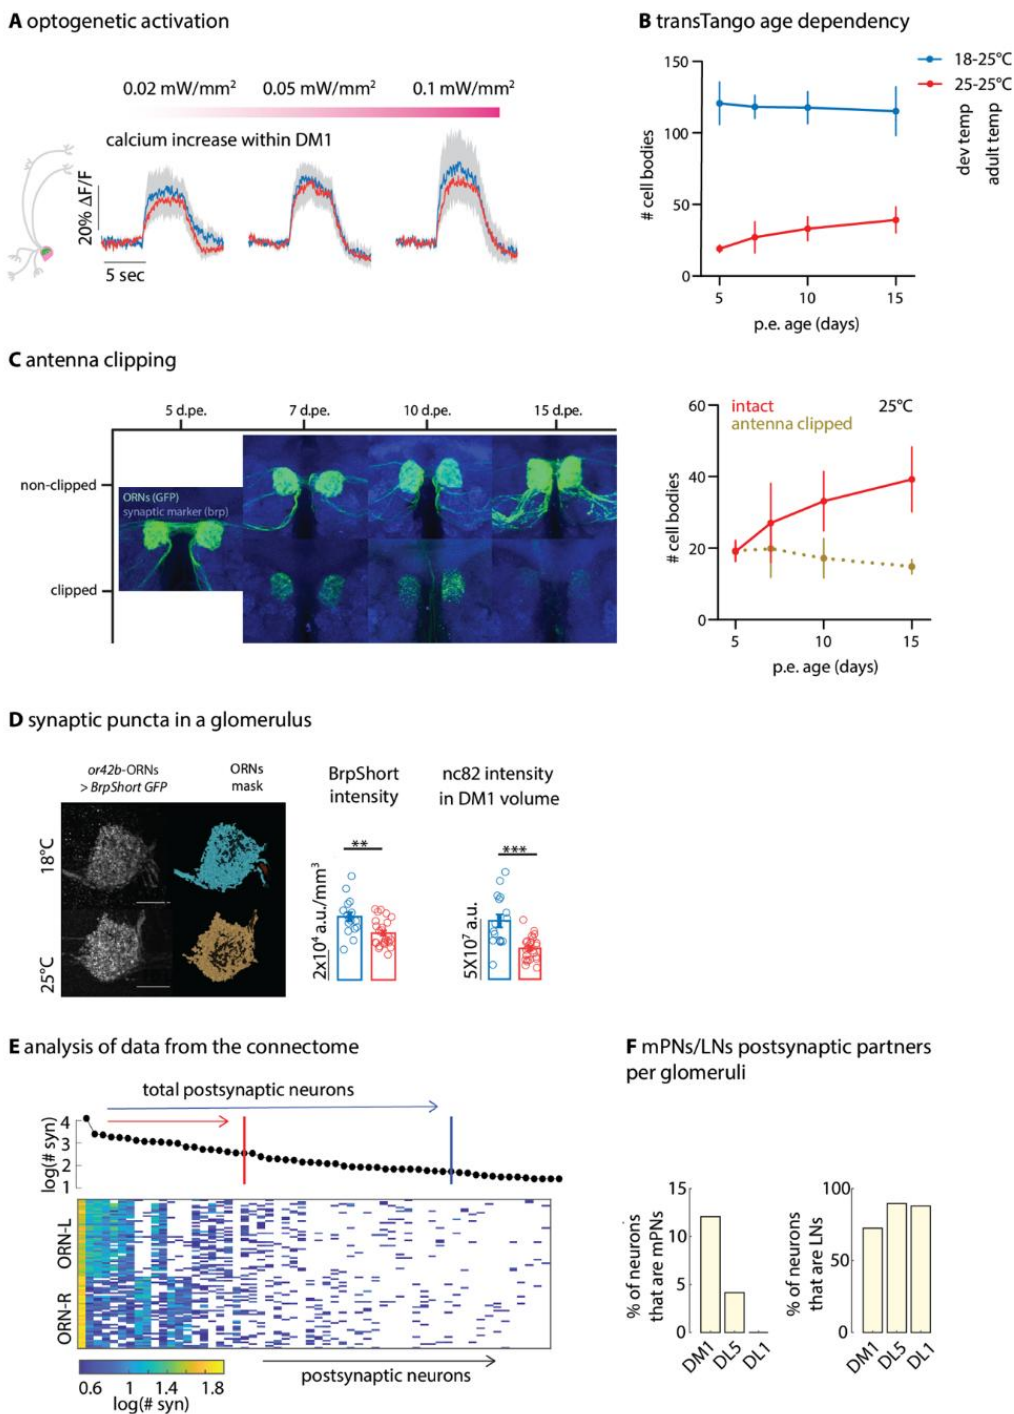 A optogenetic activation
0.02 mW/mm² 0.05 mW/mm² 0.1 mW/mm²
calcium increase within DM1
20% ΔF/F
5 sec
B transTango age dependency
18-25°C
25-25°C
dev temp
adult temp
# cell bodies
150
100
50
0
5 10 15
p.e. age (days)
C antenna clipping
5 d.pe. 7 d.pe. 10 d.pe. 15 d.pe.
non-clipped
ORNs (GFP)
synaptic marker (brp)
clipped
intact 25°C
antenna clipped
# cell bodies
60
40
20
0
5 10 15
p.e. age (days)
D synaptic puncta in a glomerulus
or42b-ORNs
> BrpShort GFP
ORNs
mask
18°C
25°C
BrpShort
intensity
**
2x10⁴ a.u./mm³
nc82 intensity
in DM1 volume
***
5X10⁷ a.u.
E analysis of data from the connectome
total postsynaptic neurons
log(# syn)
4
3
2
1
ORN-L
ORN-R
0.6 1 1.4 1.8
log(# syn)
postsynaptic neurons
F mPNs/LNs postsynaptic partners
per glomeruli
% of neurons
that are mPNs
15
10
5
0
DM1 DL5 DL1
% of neurons
that are LNs
100
50
0
DM1 DL5 DL1